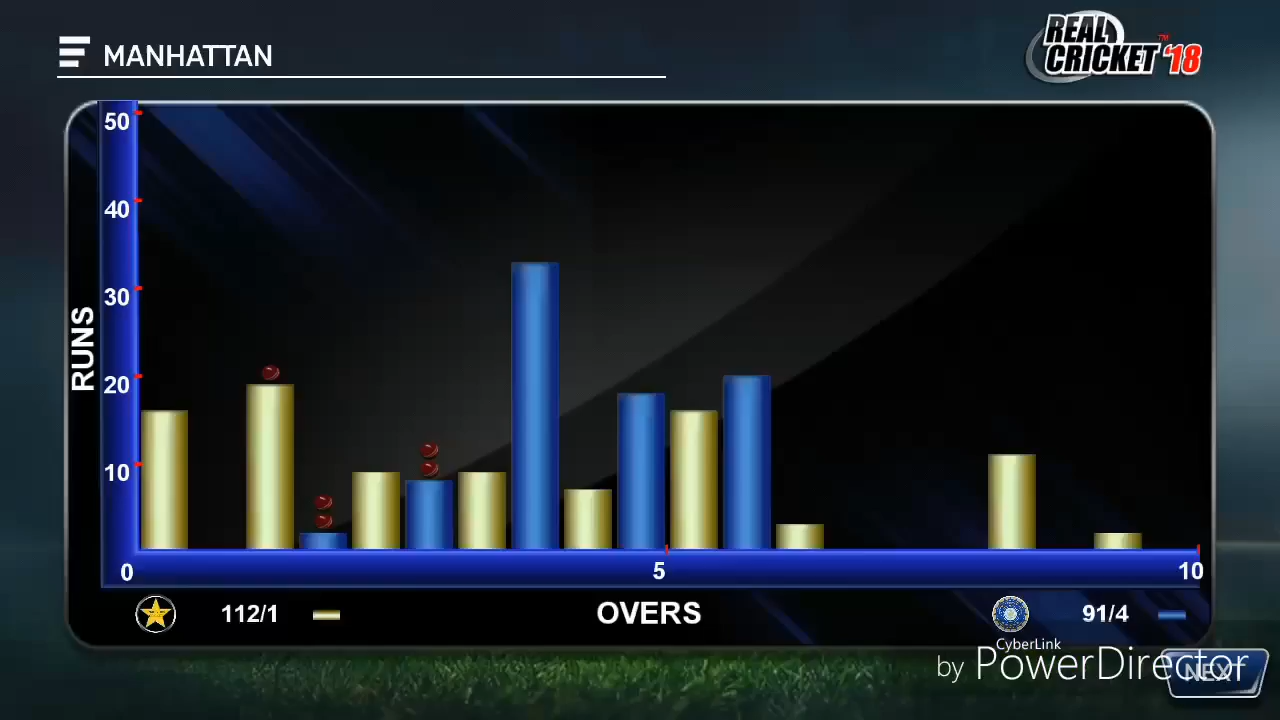 MANHATTAN
REAL
CRICKET™ '18
50
40
30
20
10
RUNS
0
5
10
112/1
OVERS
91/4
CyberLink
by PowerDirector
NEXT